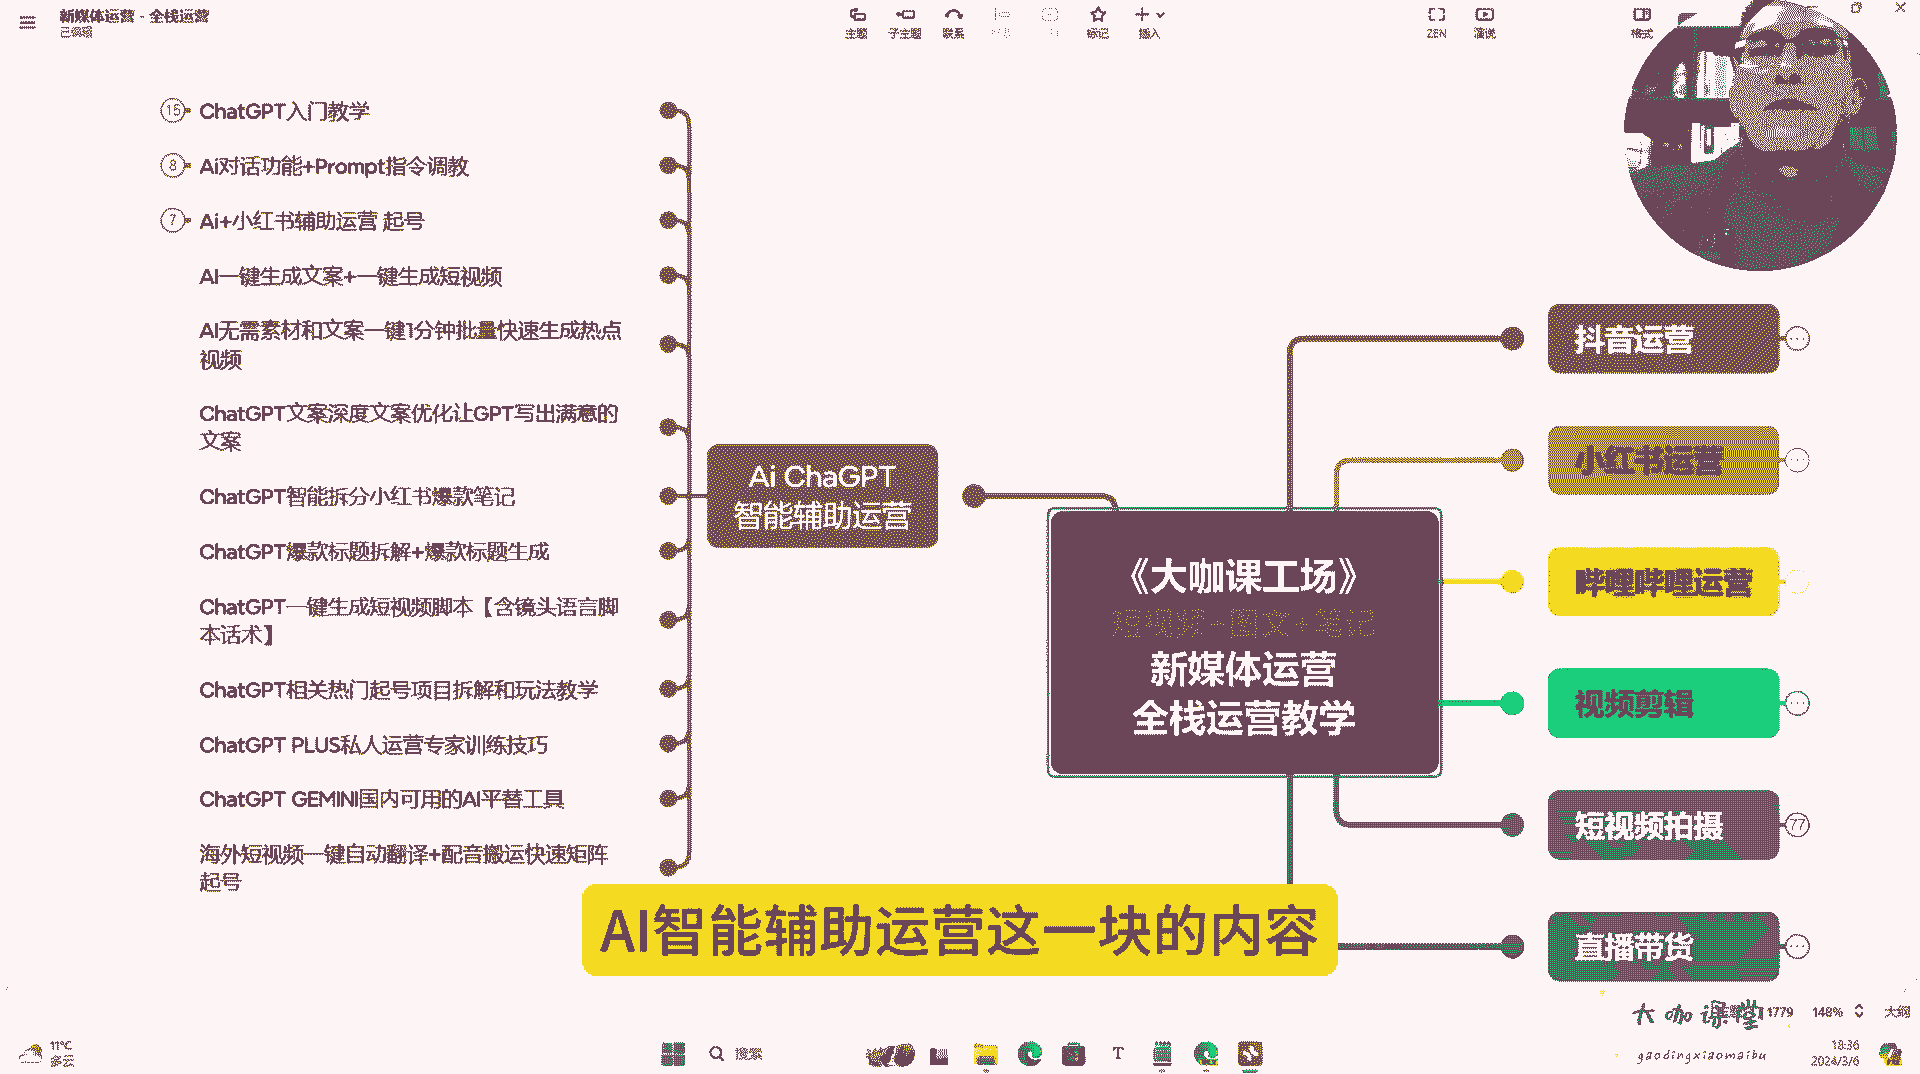 新媒体运营 - 全栈运营
已编辑
主题
子主题
联系
标记
插入
ZEN
演说
格式
15
ChatGPT入门教学
8
Ai对话功能+Prompt指令调教
7
Ai+小红书辅助运营 起号
AI一键生成文案+一键生成短视频
AI无需素材和文案一键1分钟批量快速生成热点
视频
ChatGPT文案深度文案优化让GPT写出满意的
文案
ChatGPT智能拆分小红书爆款笔记
ChatGPT爆款标题拆解+爆款标题生成
ChatGPT一键生成短视频脚本【含镜头语言脚
本话术】
ChatGPT相关热门起号项目拆解和玩法教学
ChatGPT PLUS私人运营专家训练技巧
ChatGPT GEMINI国内可用的AI平替工具
海外短视频一键自动翻译+配音搬运快速矩阵
起号
Ai ChaGPT
智能辅助运营
《大咖课工场》
短视频+图文+笔记
新媒体运营
全栈运营教学
抖音运营
小红书运营
哔哩哔哩运营
视频剪辑
短视频拍摄
77
直播带货
AI智能辅助运营这一块的内容
大咖课堂
1779
148%
大纲
gaodingxiaomaibu
11°C
多云
搜索
18:36
2024/3/6